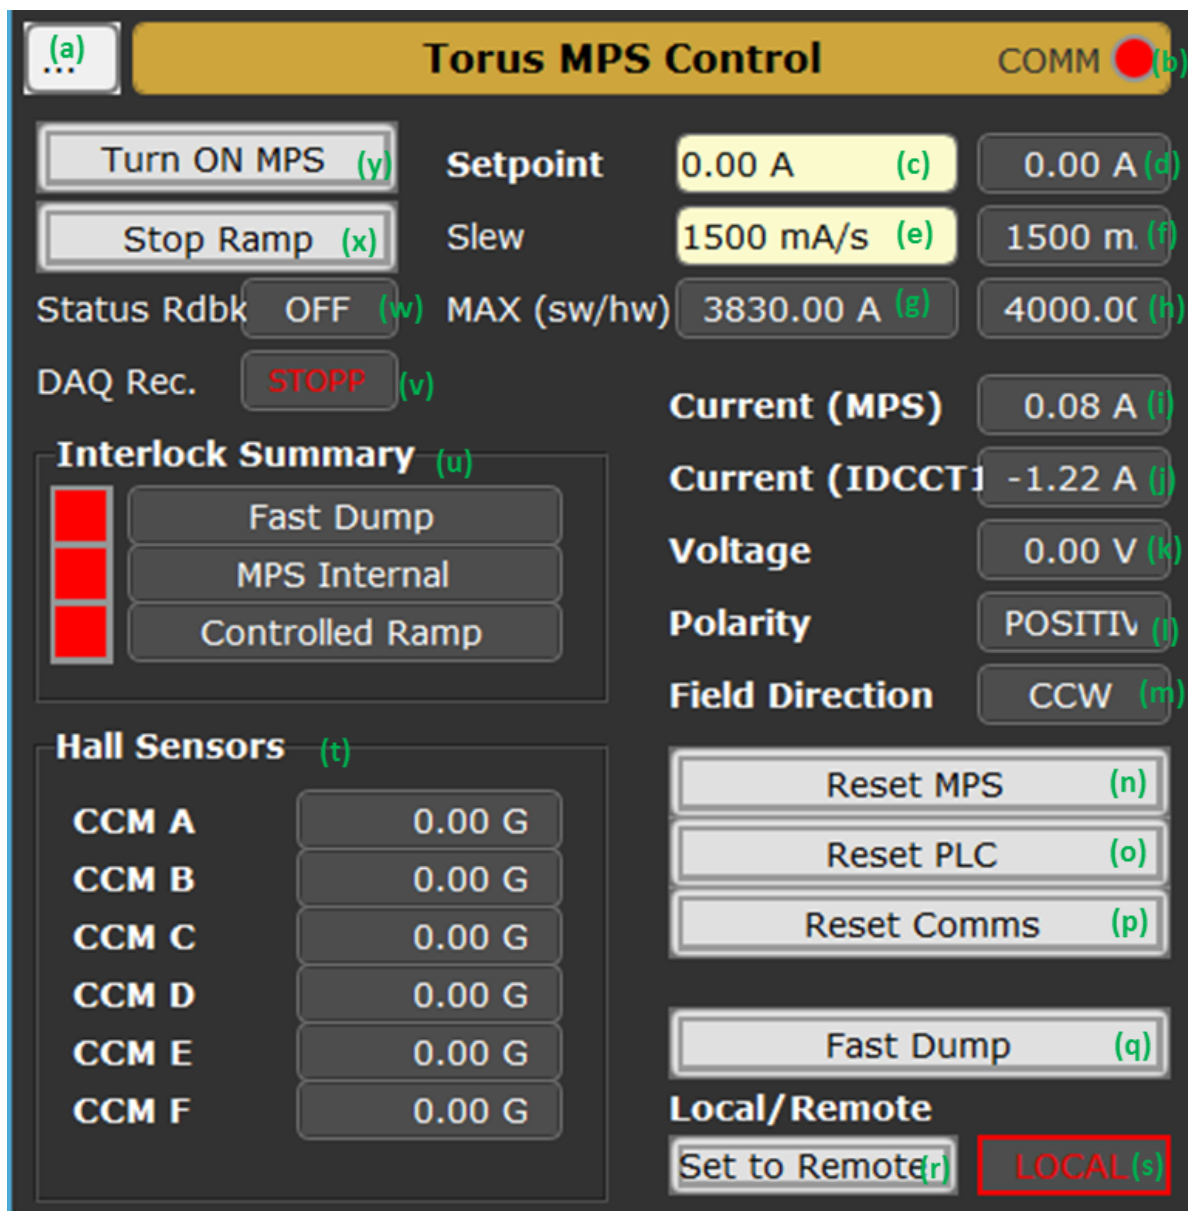 (a) ... Torus MPS Control COMM (b)
Turn ON MPS (y) Setpoint 0.00 A (c) 0.00 A (d)
Stop Ramp (x) Slew 1500 mA/s (e) 1500 m. (f)
Status Rdbk OFF (w) MAX (sw/hw) 3830.00 A (g) 4000.0( (h)
DAQ Rec. STOPP (v)
Current (MPS) 0.08 A (i)
Interlock Summary (u)
Current (IDCCT1 -1.22 A (j)
Fast Dump
Voltage 0.00 V (k)
MPS Internal
Controlled Ramp
Polarity POSITIV (l)
Field Direction CCW (m)
Hall Sensors (t)
Reset MPS (n)
CCM A 0.00 G
Reset PLC (o)
CCM B 0.00 G
Reset Comms (p)
CCM C 0.00 G
CCM D 0.00 G
CCM E 0.00 G
Fast Dump (q)
CCM F 0.00 G
Local/Remote
Set to Remote (r) LOCAL (s)